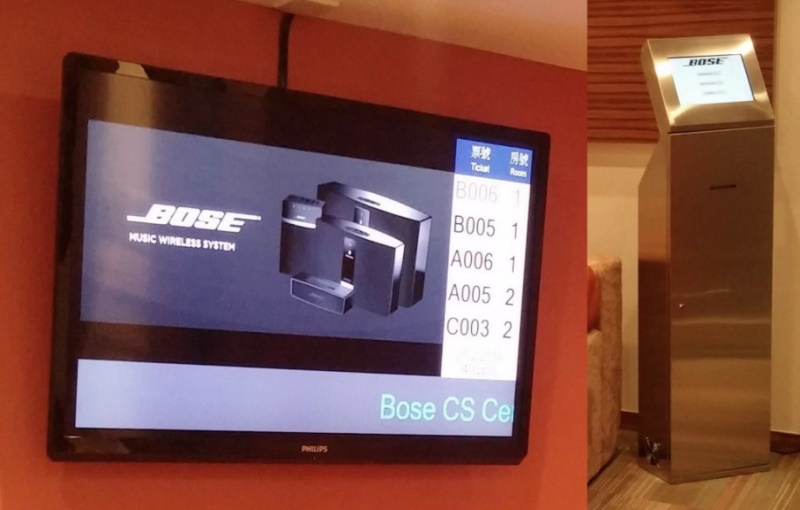 BOSE
MUSIC WIRELESS SYSTEM
票號 房號
Ticket Room
B006 1
B005 1
A006 1
A005 2
C003 2
Bose CS Ce
PHILIPS
BOSE